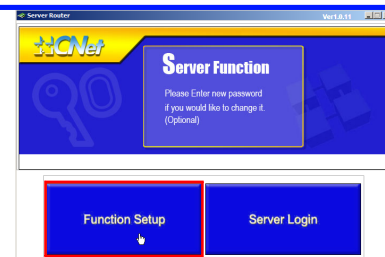 Server Router
Ver1.0.11
CNet
Server Function
Please Enter new password
if you would like to change it.
(Optional)
Function Setup
Server Login